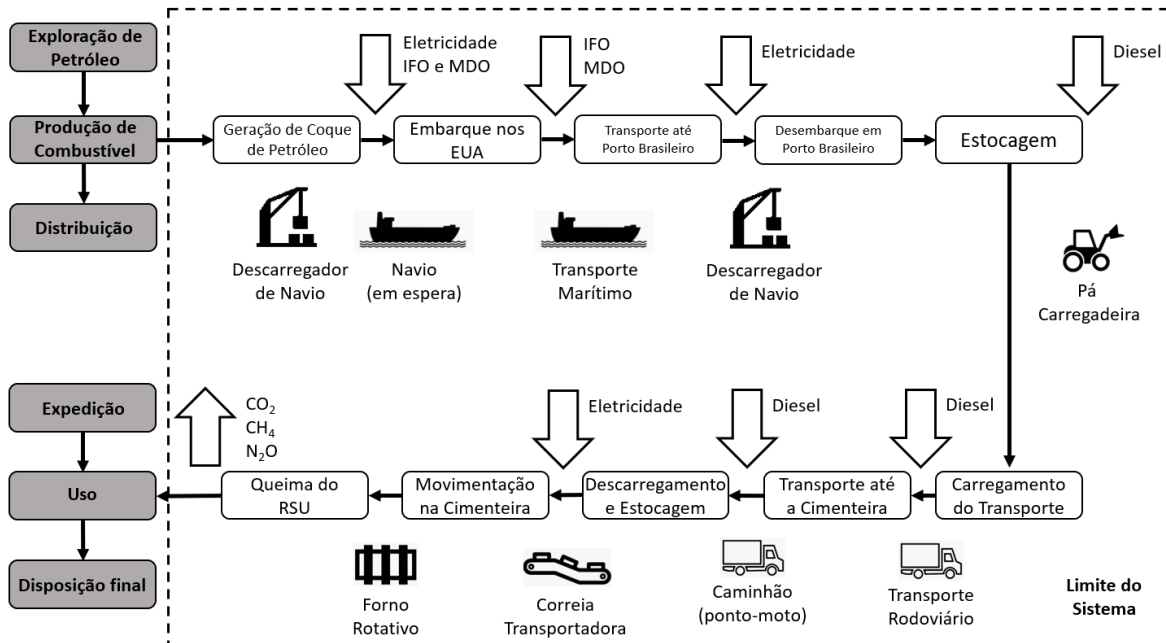 Exploração de
Petróleo
Eletricidade
IFO e MDO
IFO
MDO
Eletricidade
Diesel
Produção de
Combustível
Geração de Coque
de Petróleo
Embarque nos
EUA
Transporte até
Porto Brasileiro
Desembarque em
Porto Brasileiro
Estocagem
Distribuição
Descarregador
de Navio
Navio
(em espera)
Transporte
Marítimo
Descarregador
de Navio
Pá
Carregadeira
Expedição
CO₂
CH₄
N₂O
Eletricidade
Diesel
Diesel
Uso
Queima do
RSU
Movimentação
na Cimenteira
Descarregamento
e Estocagem
Transporte até
a Cimenteira
Carregamento
do Transporte
Disposição final
Forno
Rotativo
Correia
Transportadora
Caminhão
(ponto-moto)
Transporte
Rodoviário
Limite do
Sistema